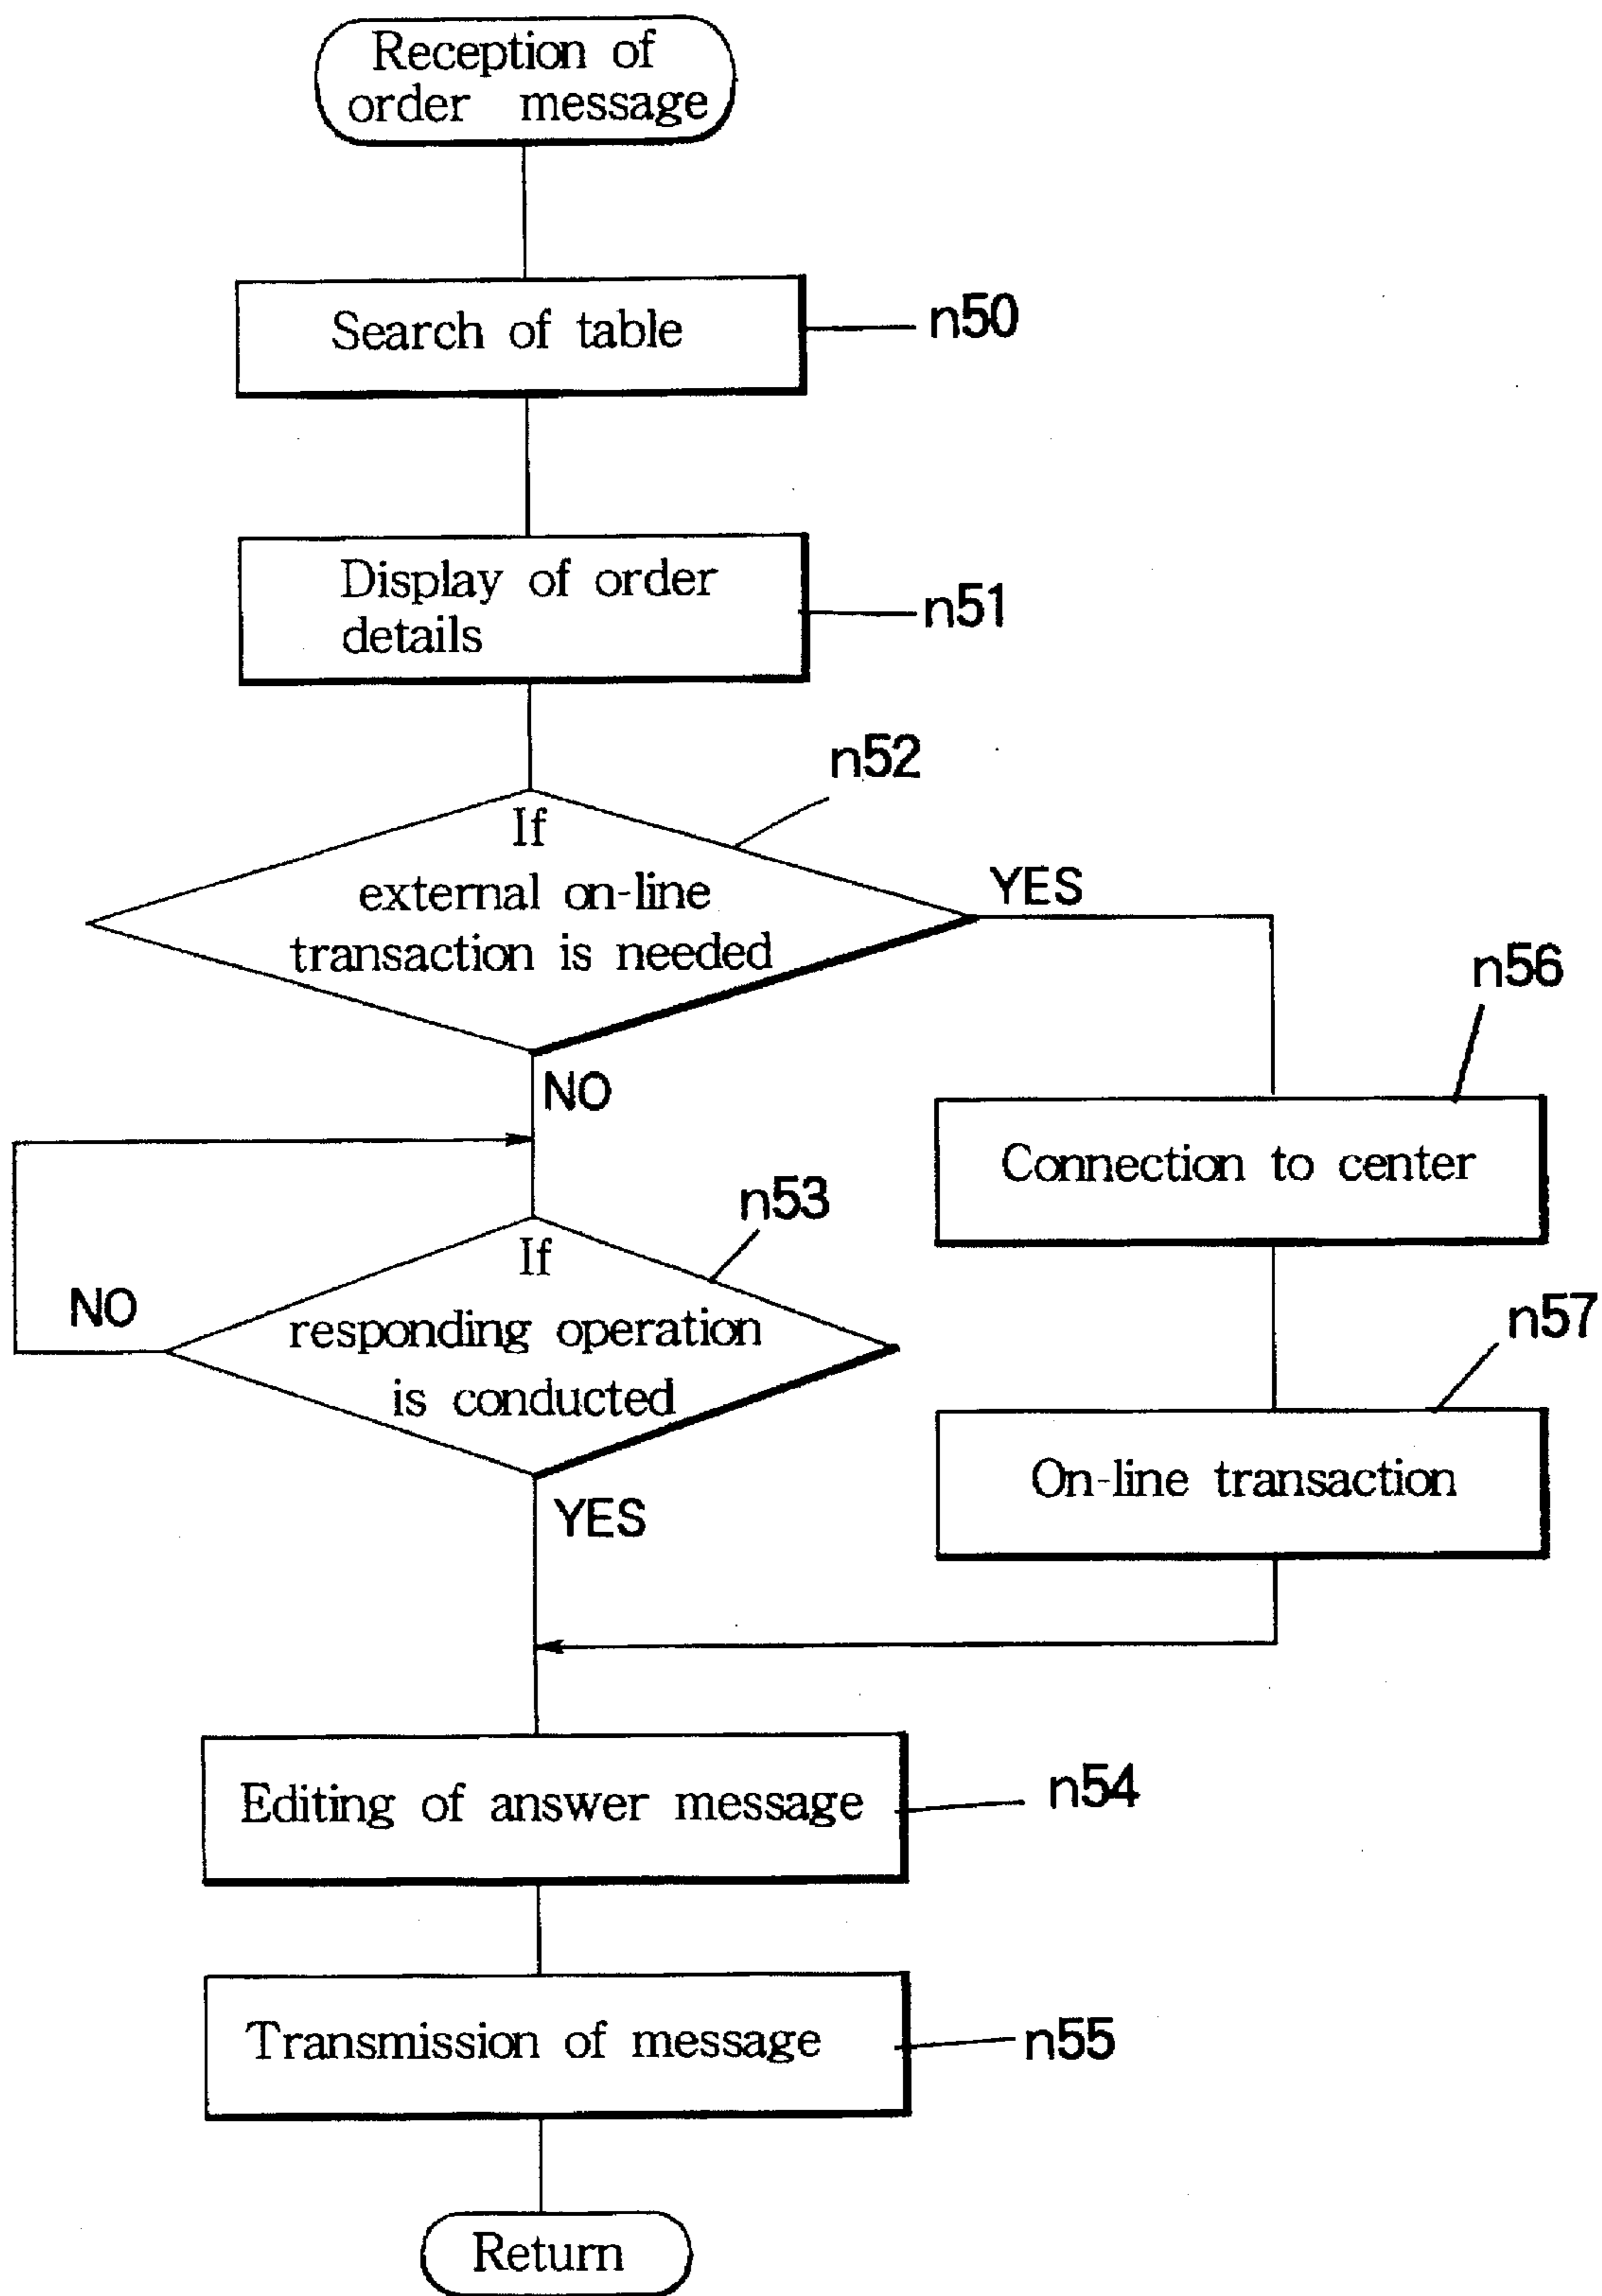 Reception of
order message
Search of table
n50
Display of order
details
n51
n52
If
external on-line
transaction is needed
YES
NO
n56
Connection to center
n53
If
responding operation
is conducted
NO
YES
n57
On-line transaction
Editing of answer message
n54
Transmission of message
n55
Return